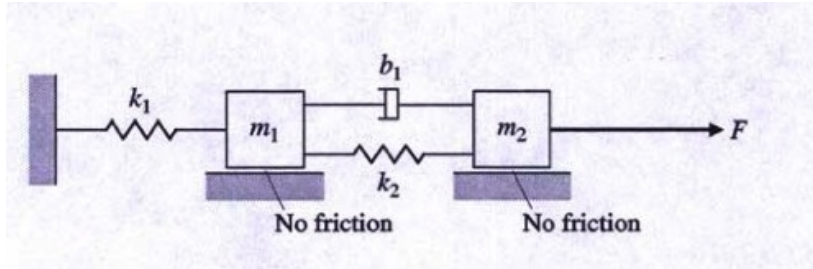 b₁
k₁
m₁
m₂
F
k₂
No friction
No friction